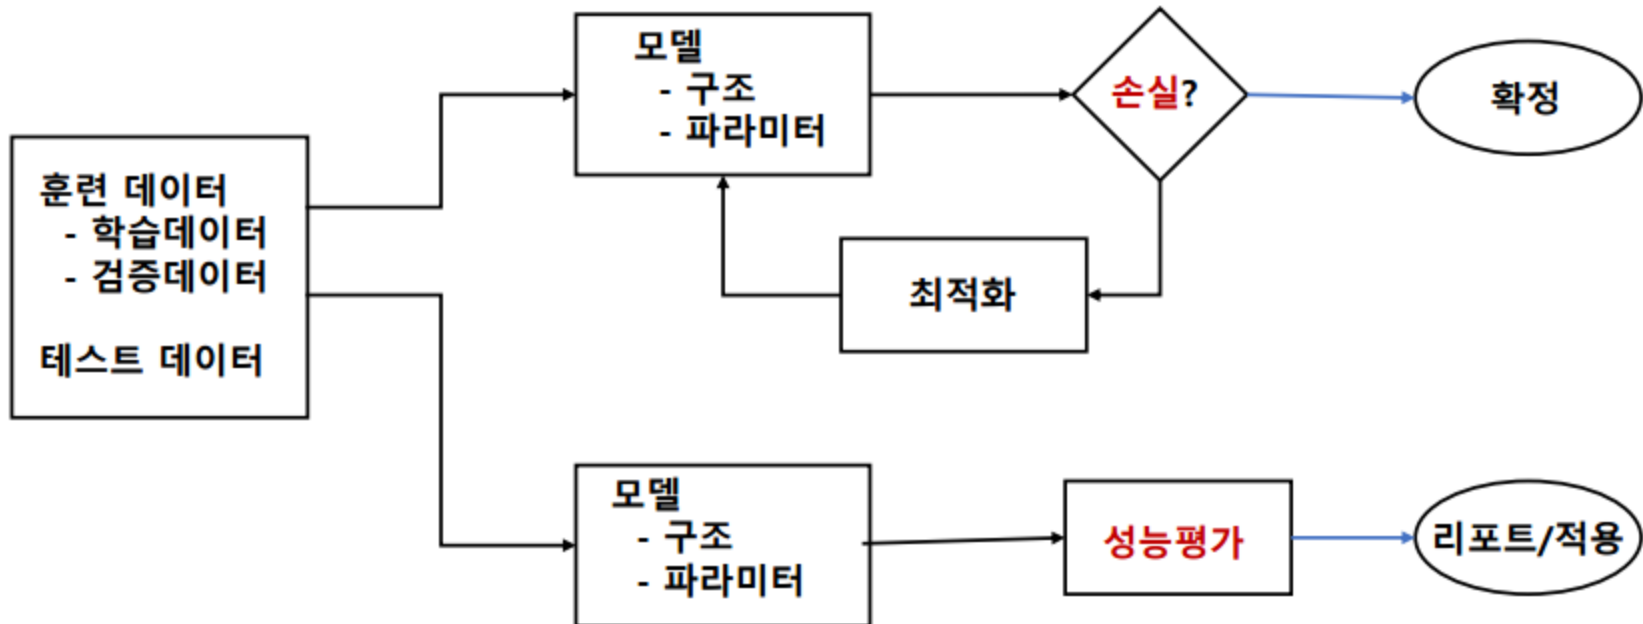 훈련 데이터
- 학습데이터
- 검증데이터
테스트 데이터
모델
- 구조
- 파라미터
손실?
확정
최적화
모델
- 구조
- 파라미터
성능평가
리포트/적용